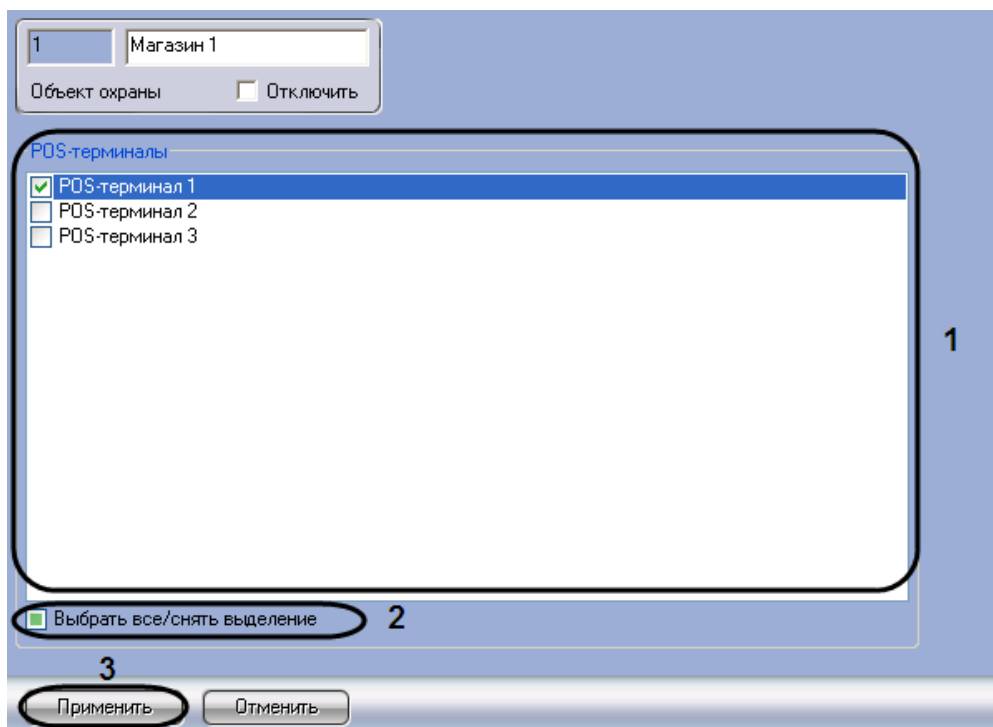 1 Магазин 1
Объект охраны Отключить
POS-терминалы
POS-терминал 1
POS-терминал 2
POS-терминал 3
1
Выбрать все/снять выделение 2
3
Применить Отменить